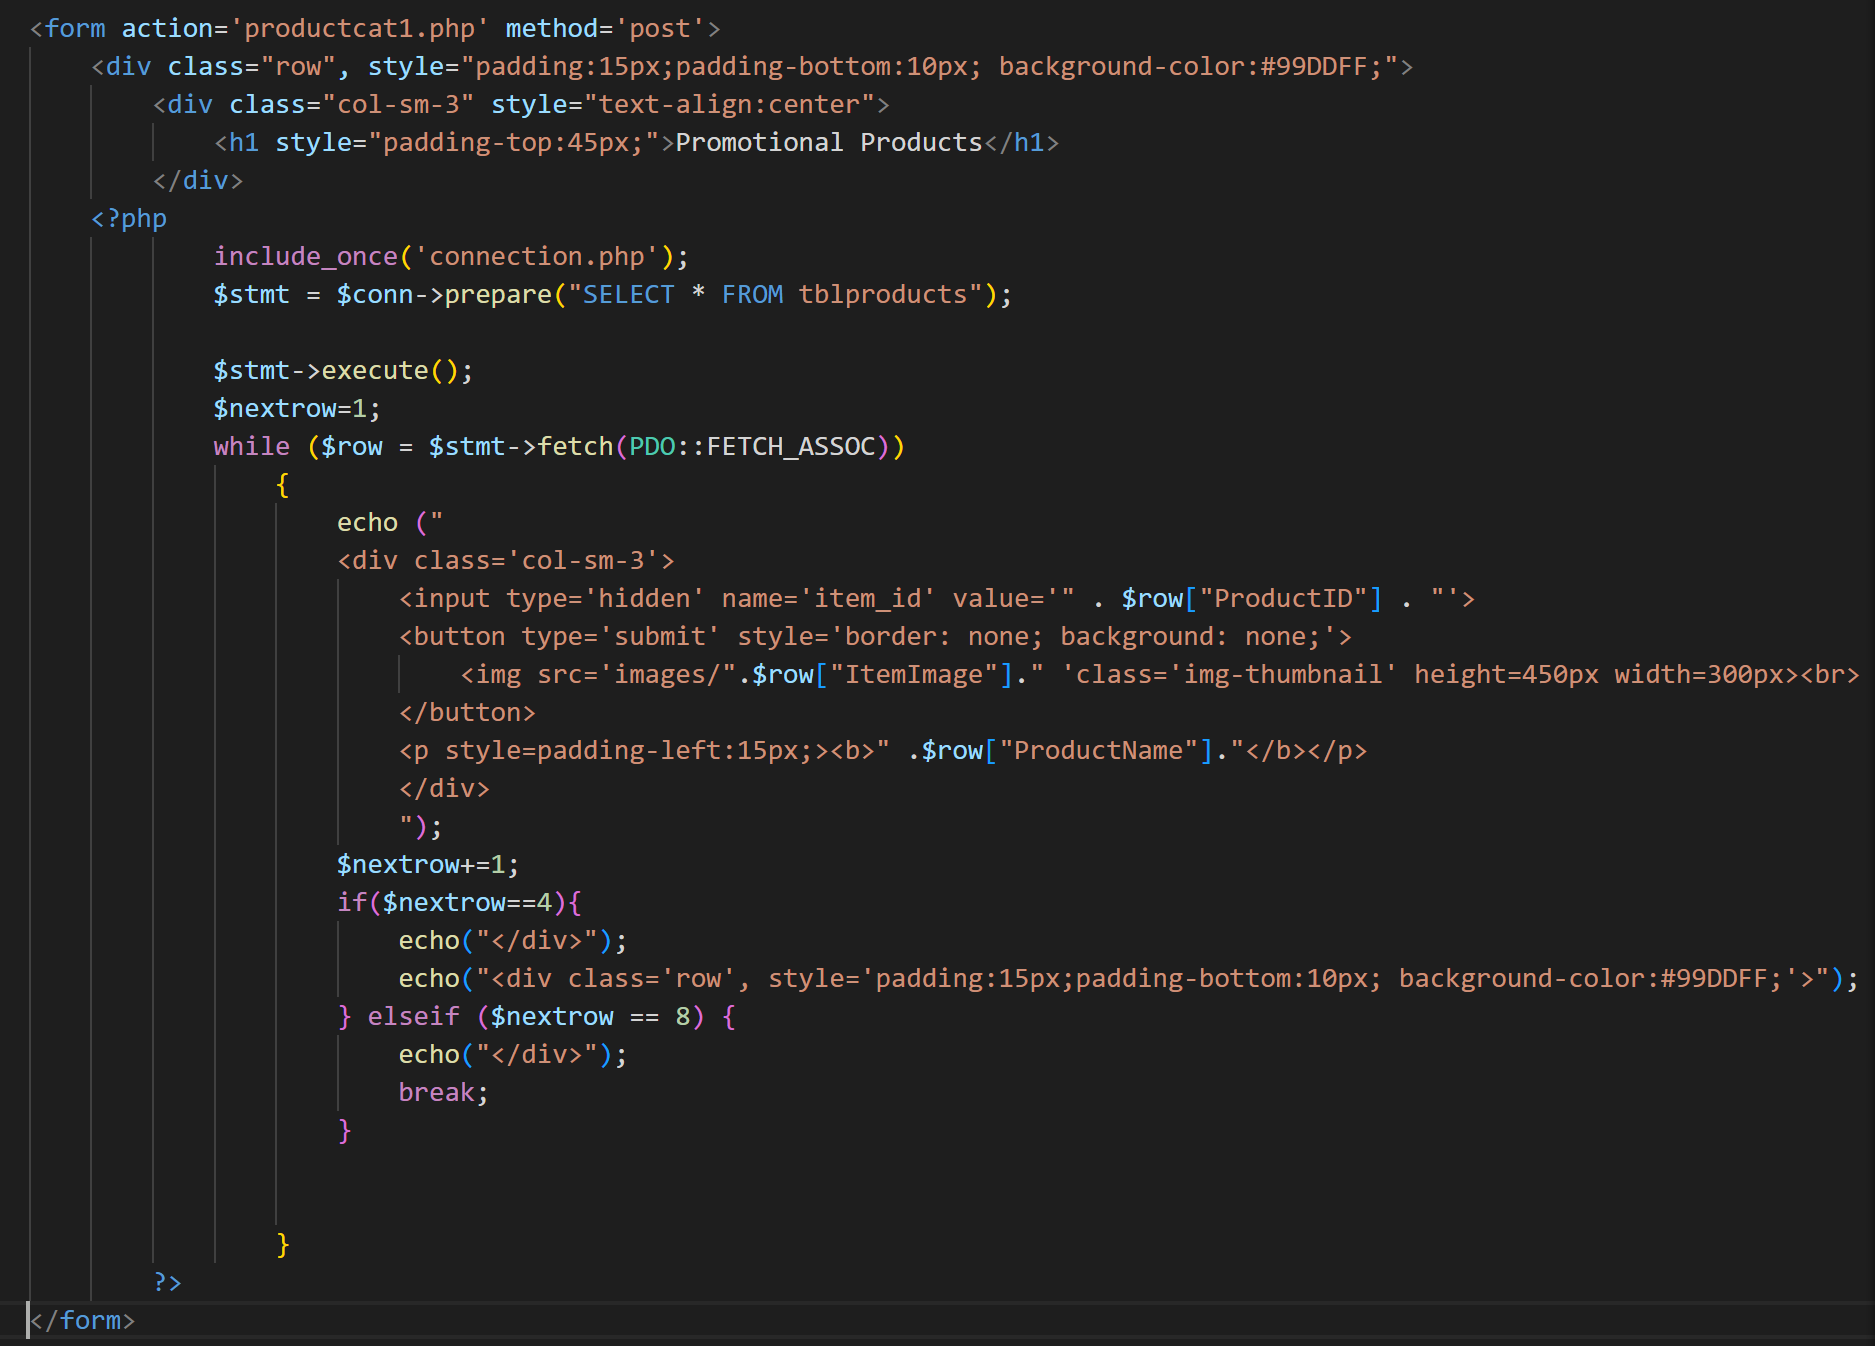 <form action='productcat1.php' method='post'>
    <div class="row", style="padding:15px;padding-bottom:10px; background-color:#99DDFF;">
        <div class="col-sm-3" style="text-align:center">
            <h1 style="padding-top:45px;">Promotional Products</h1>
        </div>
    <?php
            include_once('connection.php');
            $stmt = $conn->prepare("SELECT * FROM tblproducts");

            $stmt->execute();
            $nextrow=1;
            while ($row = $stmt->fetch(PDO::FETCH_ASSOC))
                {
                    echo ("
                    <div class='col-sm-3'>
                        <input type='hidden' name='item_id' value='" . $row["ProductID"] . "'>
                        <button type='submit' style='border: none; background: none;'>
                            <img src='images/".$row["ItemImage"]." 'class='img-thumbnail' height=450px width=300px><br>
                        </button>
                        <p style=padding-left:15px;><b>" .$row["ProductName"]."</b></p>
                        </div>
                        ");
                    $nextrow+=1;
                    if($nextrow==4){
                        echo("</div>");
                        echo("<div class='row', style='padding:15px;padding-bottom:10px; background-color:#99DDFF;'>");
                    } elseif ($nextrow == 8) {
                        echo("</div>");
                        break;
                    }



                }
        ?>
</form>